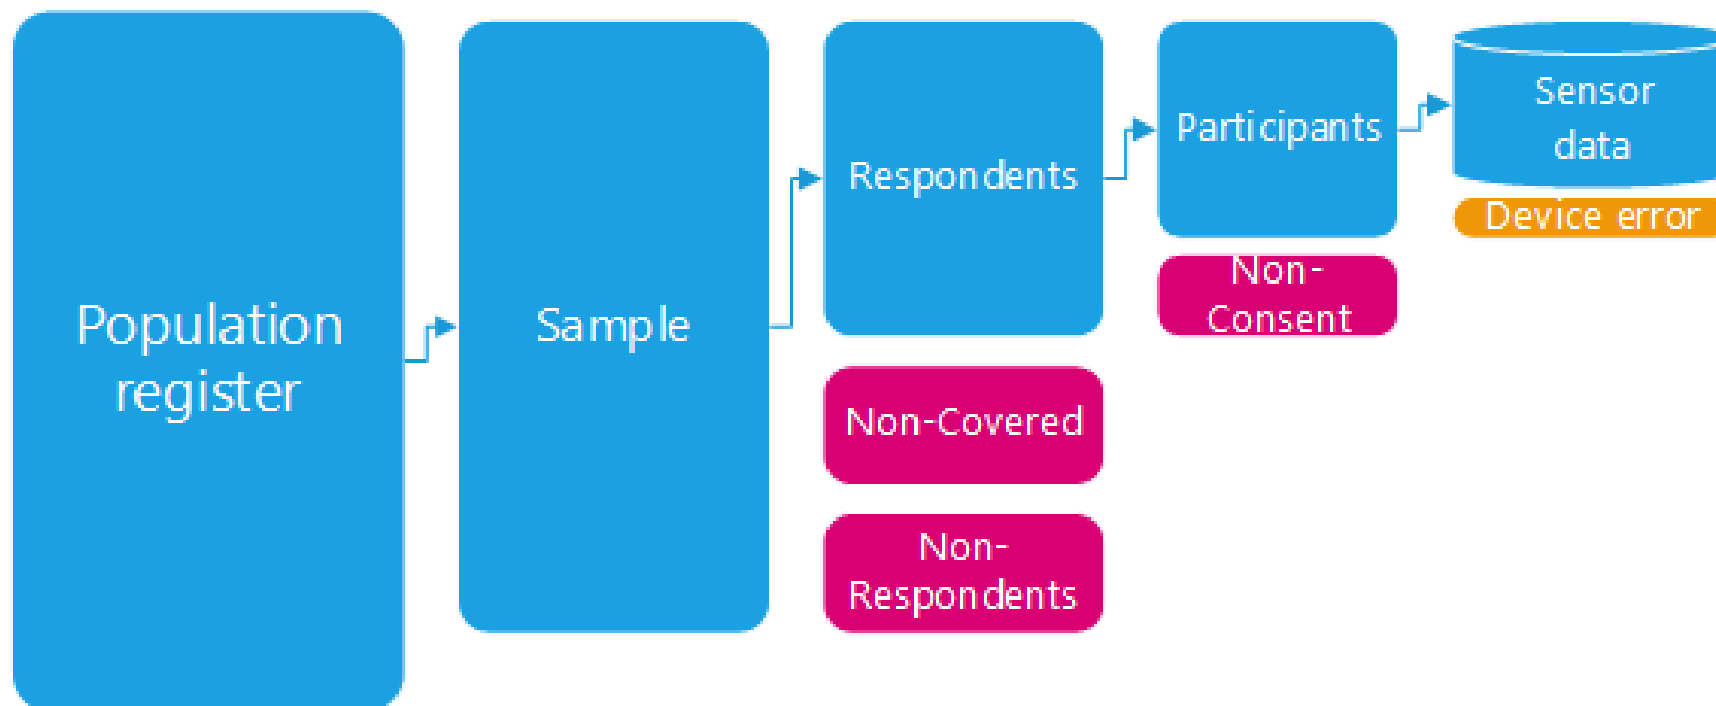 Population
register
Sample
Respondents
Non-Covered
Non-
Respondents
Participants
Non-
Consent
Sensor
data
Device error